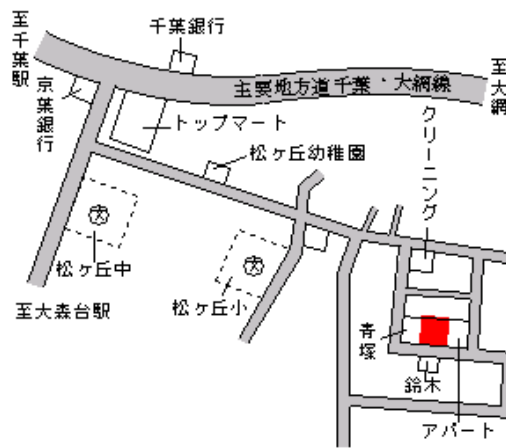 至千葉駅
千葉銀行
主要地方道千葉・大網線
至大網
京葉銀行
トップマート
クリーニング
松ヶ丘幼稚園
文
松ヶ丘中
文
松ヶ丘小
至大森台駅
青塚
鈴木
アパート